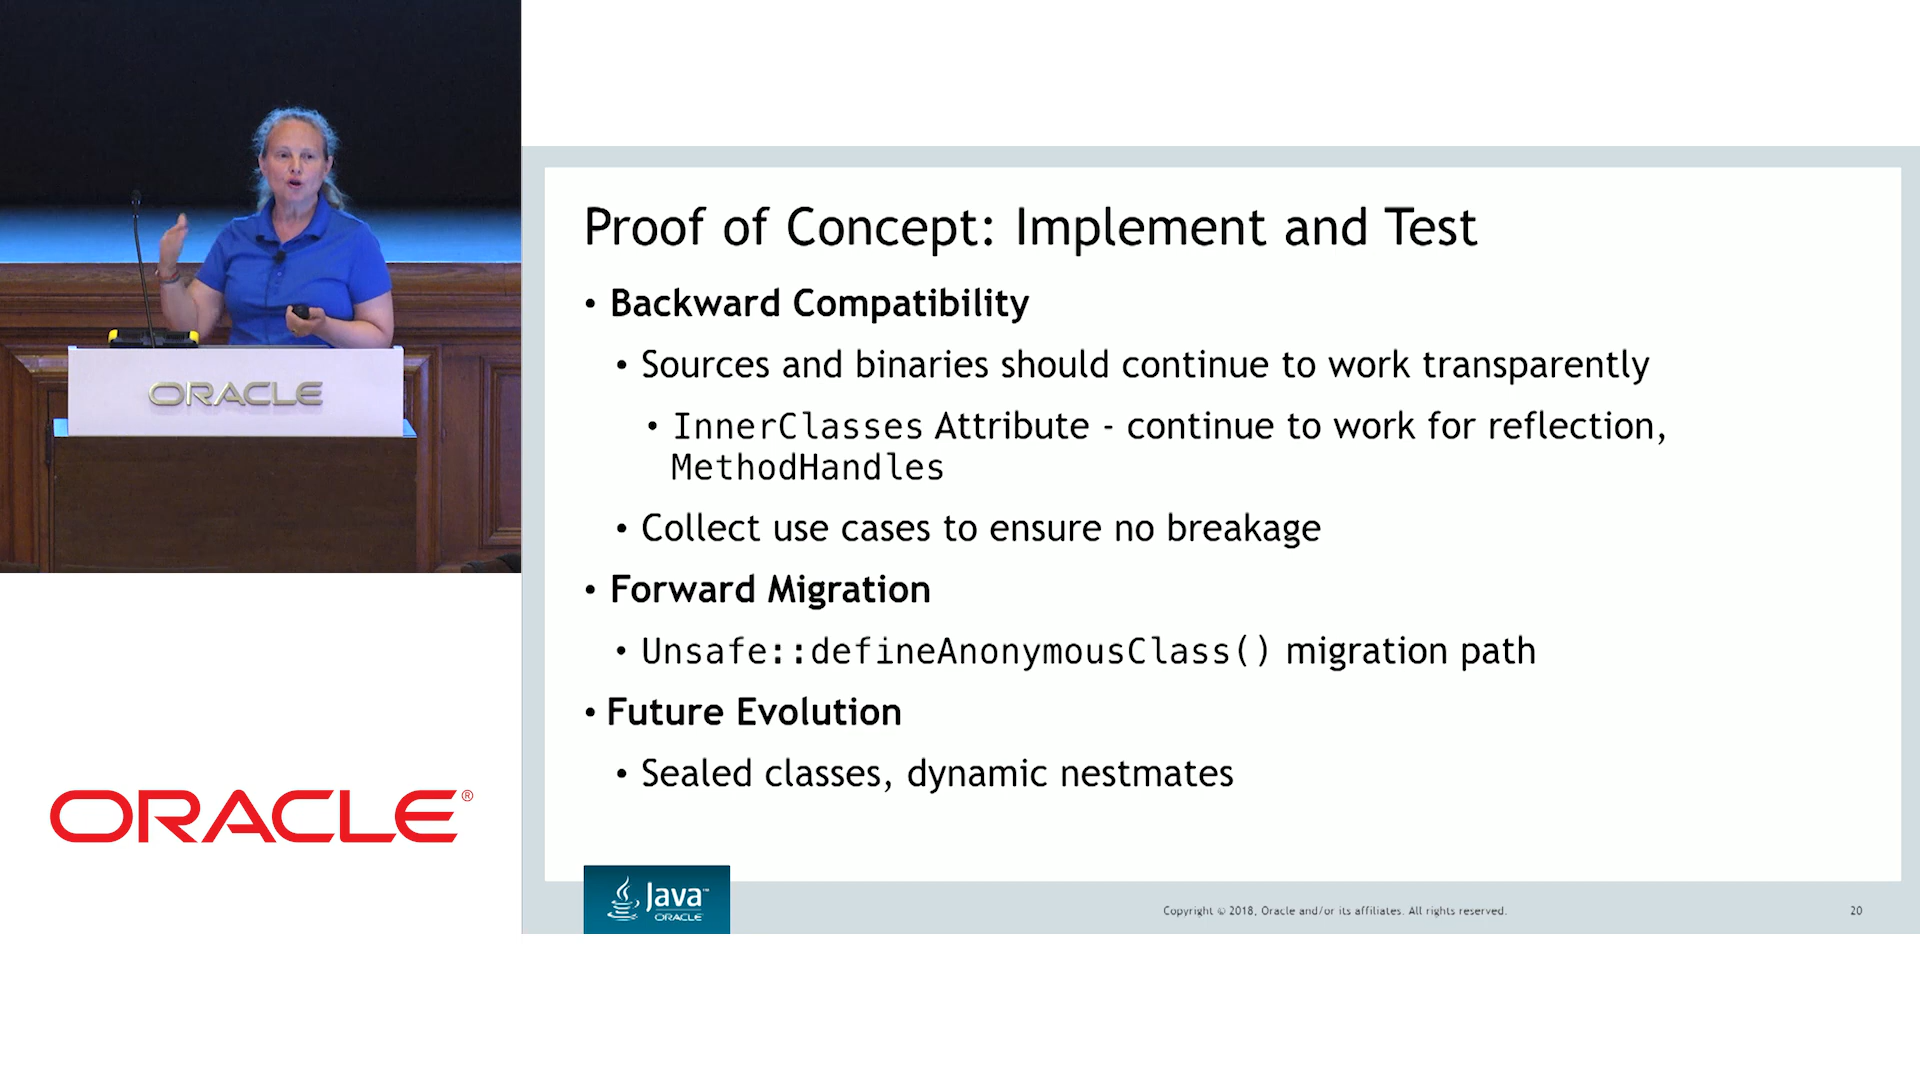 ORACLE
ORACLE®
Proof of Concept: Implement and Test
• Backward Compatibility
• Sources and binaries should continue to work transparently
• InnerClasses Attribute - continue to work for reflection,
MethodHandles
• Collect use cases to ensure no breakage
• Forward Migration
• Unsafe::defineAnonymousClass() migration path
• Future Evolution
• Sealed classes, dynamic nestmates
Java™
ORACLE
Copyright © 2018, Oracle and/or its affiliates. All rights reserved.
20